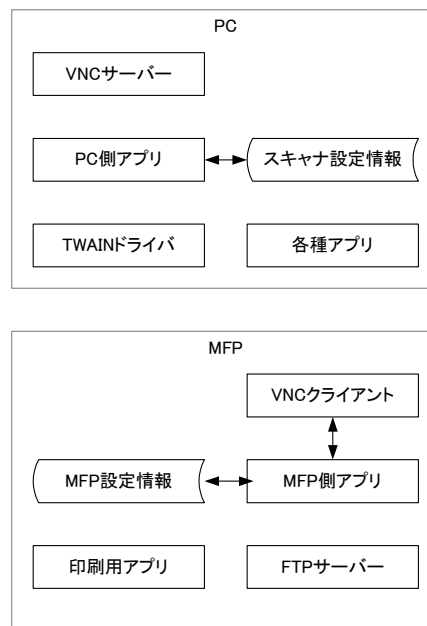 PC
VNCサーバー
PC側アプリ
スキャナ設定情報
TWAINドライバ
各種アプリ
MFP
VNCクライアント
MFP設定情報
MFP側アプリ
印刷用アプリ
FTPサーバー